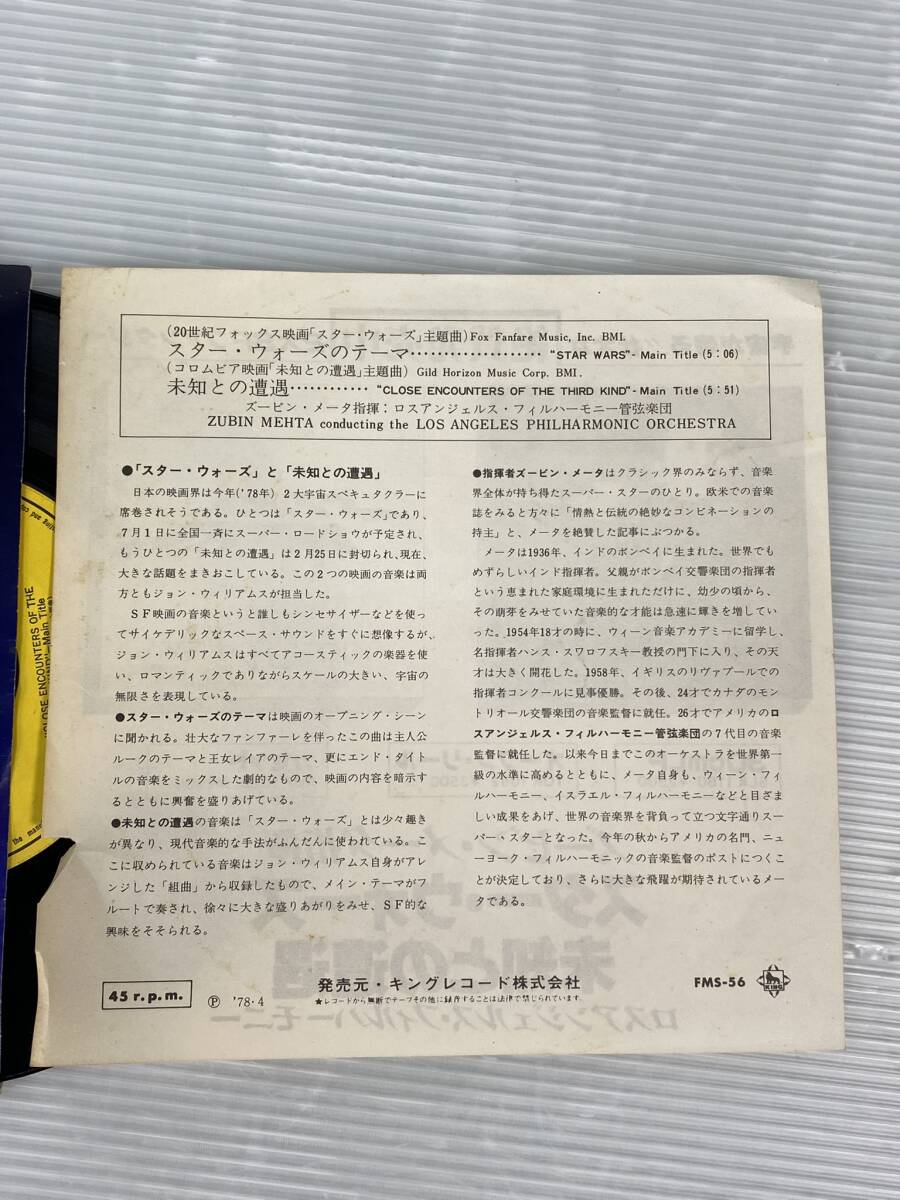 (20世紀フォックス映画「スター・ウォーズ」主題曲) Fox Fanfare Music, Inc. BMI.
スター・ウォーズのテーマ・・・・・・・・・・・・・・・・・・・ “STAR WARS”- Main Title (5:06)
(コロムビア映画「未知との遭遇」主題曲) Gild Horizon Music Corp. BMI.
未知との遭遇・・・・・・・・・・・・ “CLOSE ENCOUNTERS OF THE THIRD KIND”- Main Title (5:51)
ズービン・メータ指揮：ロスアンジェルス・フィルハーモニー管弦楽団
ZUBIN MEHTA conducting the LOS ANGELES PHILHARMONIC ORCHESTRA
●「スター・ウォーズ」と「未知との遭遇」
日本の映画界は今年('78年) 2大宇宙スペキュタクラーに
席巻されそうである。ひとつは「スター・ウォーズ」であり、
7月1日に全国一斉にスーパー・ロードショウが予定され、
もうひとつの「未知との遭遇」は2月25日に封切られ、現在、
大きな話題をまきおこしている。この2つの映画の音楽は両
方ともジョン・ウィリアムスが担当した。
SF映画の音楽というと誰しもシンセサイザーなどを使っ
てサイケデリックなスペース・サウンドをすぐに想像するが、
ジョン・ウィリアムスはすべてアコースティックの楽器を使
い、ロマンティックでありながらスケールの大きい、宇宙の
無限さを表現している。
●スター・ウォーズのテーマは映画のオープニング・シーン
に聞かれる。壮大なファンファーレを伴ったこの曲は主人公
ルークのテーマと王女レイアのテーマ、更にエンド・タイト
ルの音楽をミックスした劇的なもので、映画の内容を暗示す
るとともに興奮を盛りあげている。
●未知との遭遇の音楽は「スター・ウォーズ」とは少々趣き
が異なり、現代音楽的な手法がふんだんに使われている。こ
こに収められている音楽はジョン・ウィリアムス自身がアレ
ンジした「組曲」から収録したもので、メイン・テーマがフ
ルートで奏され、徐々に大きな盛りあがりをみせ、SF的な
興味をそそられる。
●指揮者ズービン・メータはクラシック界のみならず、音楽
界全体が持ち得たスーパー・スターのひとり。欧米での音楽
誌をみると方々に「情熱と伝統の絶妙なコンビネーションの
持主」と、メータを絶賛した記事にぶつかる。
メータは1936年、インドのボンベイに生まれた。世界でも
めずらしいインド指揮者。父親がボンベイ交響楽団の指揮者
という恵まれた家庭環境に生まれただけに、幼少の頃から、
その萌芽をみせていた音楽的な才能は急速に輝きを増してい
った。1954年18才の時に、ウィーン音楽アカデミーに留学し、
名指揮者ハンス・スワロフスキー教授の門下に入り、その天
才は大きく開花した。1958年、イギリスのリヴァプールでの
指揮者コンクールに見事優勝。その後、24才でカナダのモン
トリオール交響楽団の音楽監督に就任。26才でアメリカのロ
スアンジェルス・フィルハーモニー管弦楽団の7代目の音楽
監督に就任した。以来今日までこのオーケストラを世界第一
級の水準に高めるとともに、メータ自身も、ウィーン・フィ
ルハーモニー、イスラエル・フィルハーモニーなどと目ざま
しい成果をあげ、世界の音楽界を背負って立つ文字通りスー
パー・スターとなった。今年の秋からアメリカの名門、ニュ
ーヨーク・フィルハーモニックの音楽監督のポストにつくこ
とが決定しており、さらに大きな飛躍が期待されているメー
タである。
45 r.p.m.
Ⓟ '78・4
発売元・キングレコード株式会社
★レコードから無断でテープその他に録音することは法律で禁じられています。
FMS-56
KING
CLOSE ENCOUNTERS OF THE
KIND"-Main Title